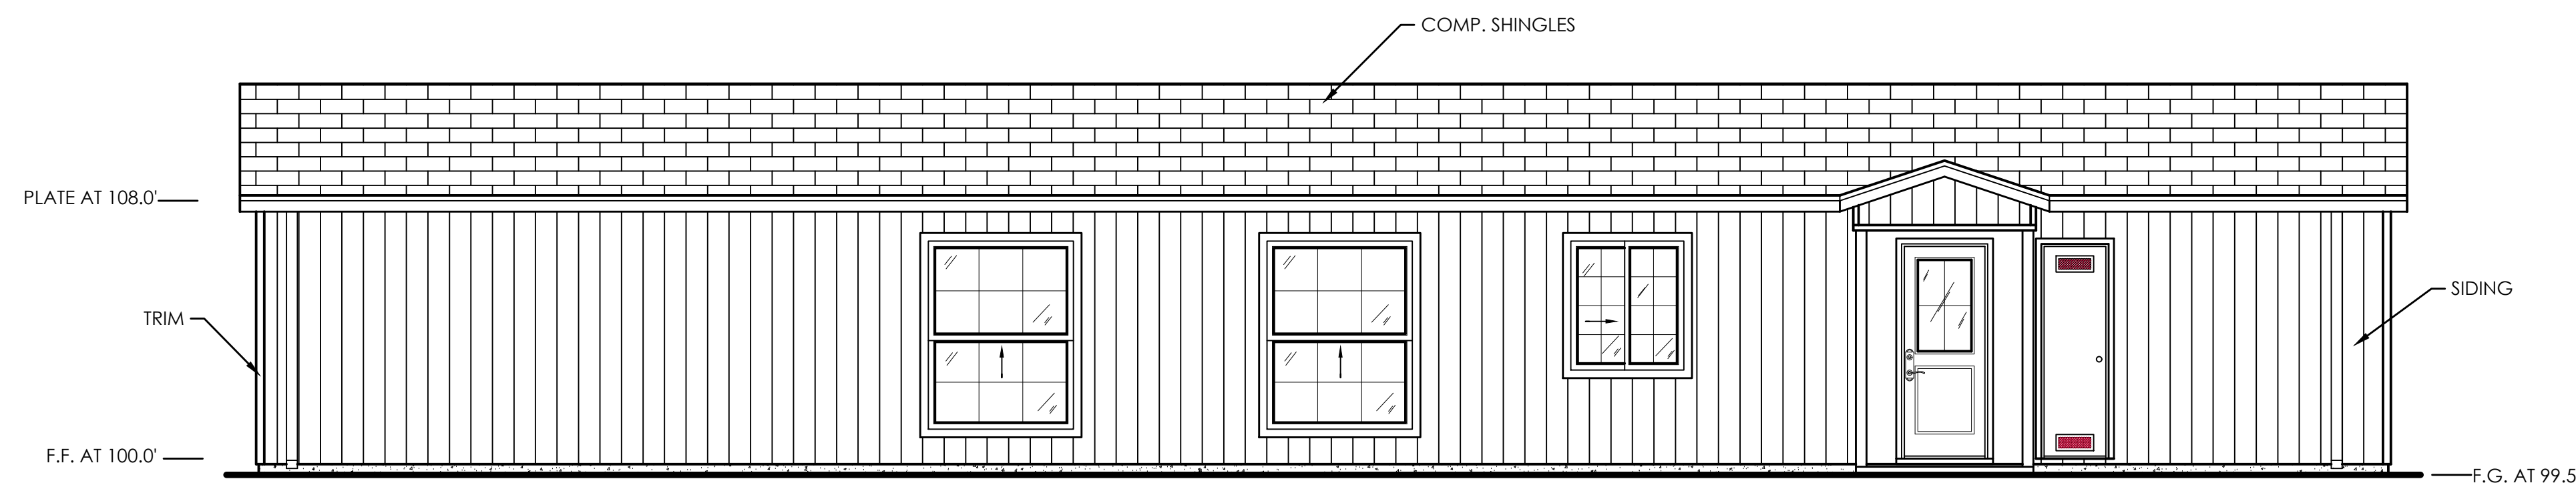 COMP. SHINGLES
PLATE AT 108.0'
SIDING
TRIM
F.F. AT 100.0'
F.G. AT 99.5